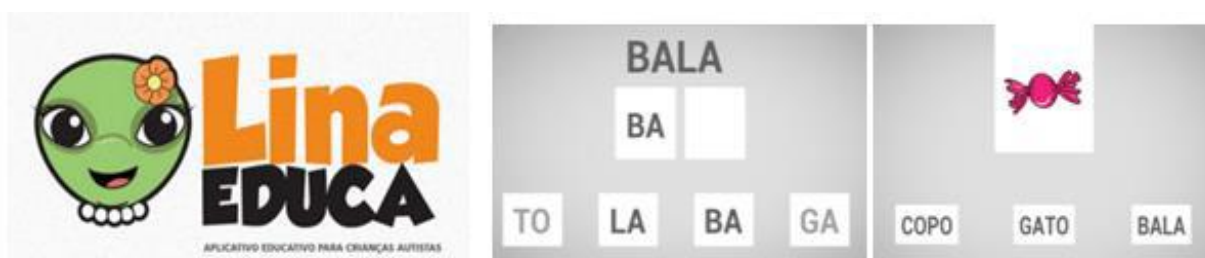 Lina
EDUCA
APLICATIVO EDUCATIVO PARA CRIANÇAS AUTISTAS
BALA
BA
TO LA BA GA
COPO GATO BALA